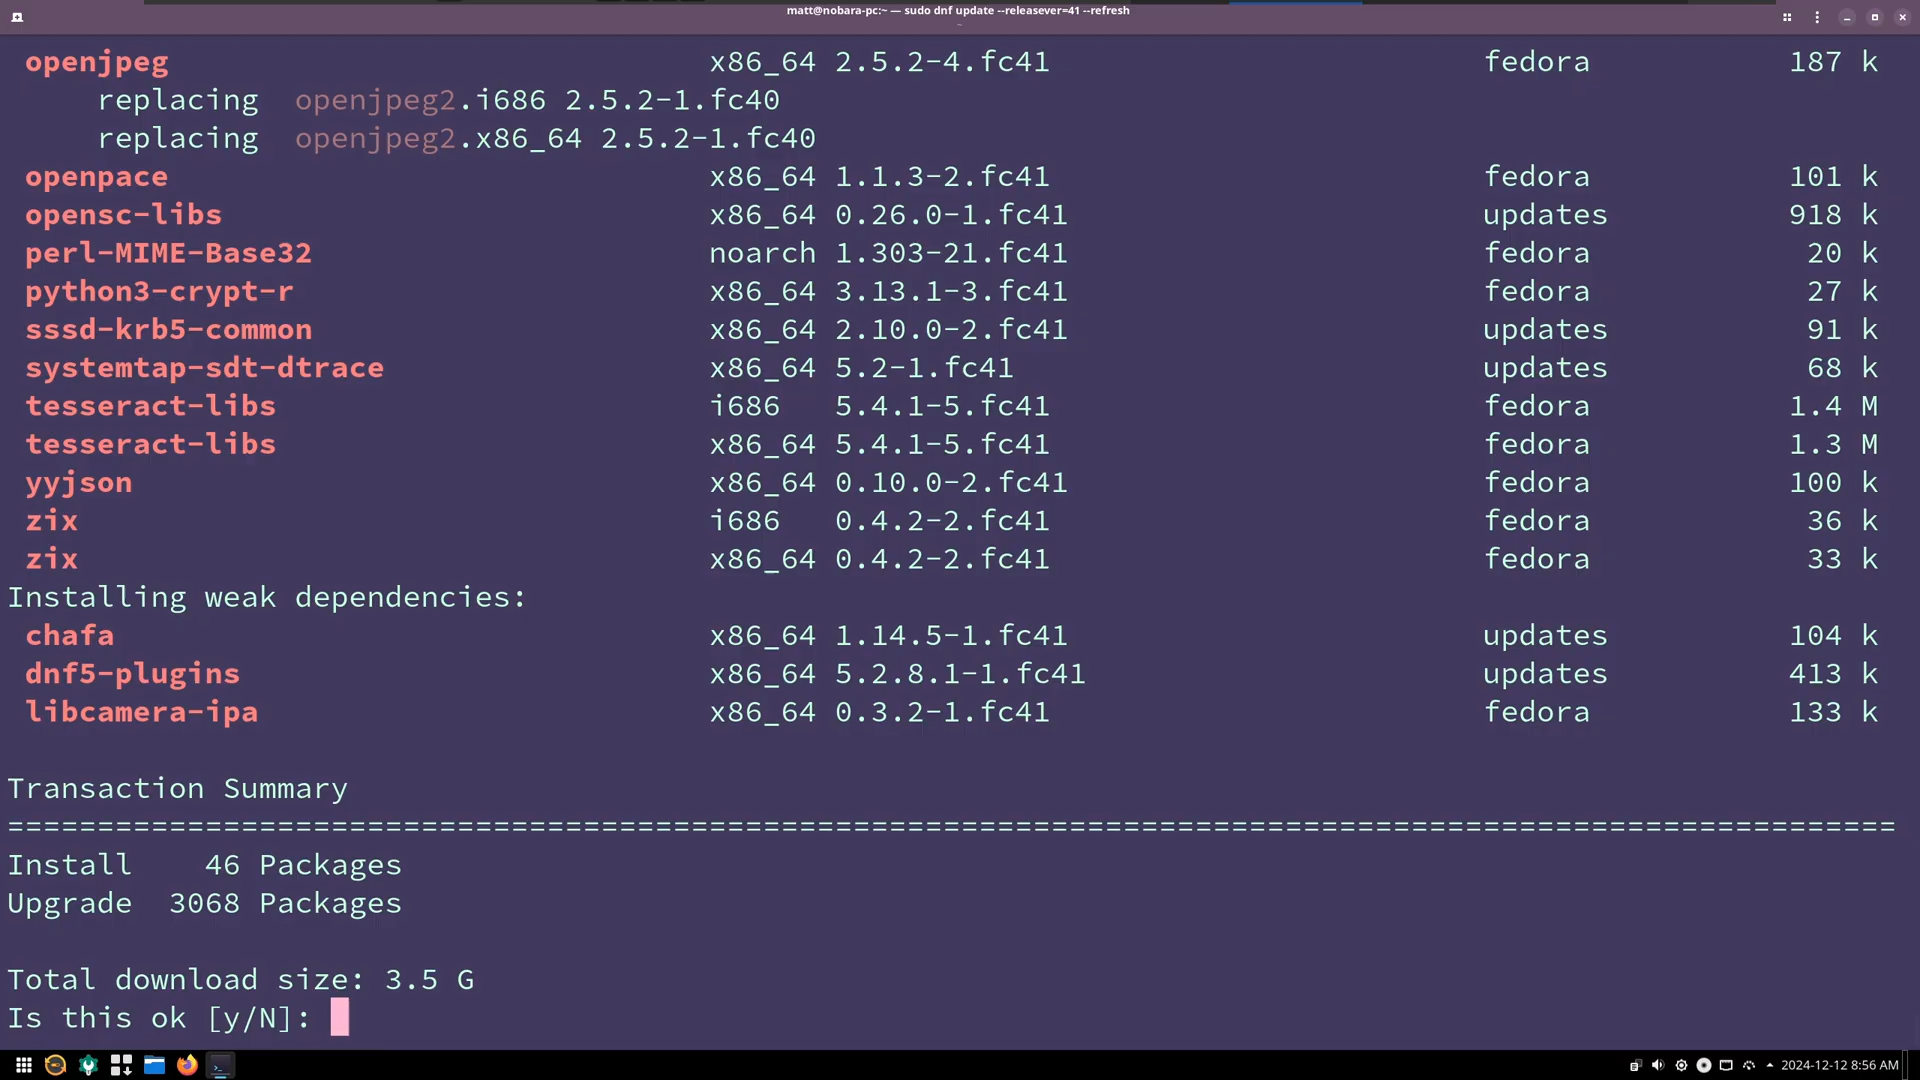 matt@nobara-pc:~ — sudo dnf update --releasever=41 --refresh
openjpeg x86_64 2.5.2-4.fc41 fedora 187 k
replacing openjpeg2.i686 2.5.2-1.fc40
replacing openjpeg2.x86_64 2.5.2-1.fc40
openpace x86_64 1.1.3-2.fc41 fedora 101 k
opensc-libs x86_64 0.26.0-1.fc41 updates 918 k
perl-MIME-Base32 noarch 1.303-21.fc41 fedora 20 k
python3-crypt-r x86_64 3.13.1-3.fc41 fedora 27 k
sssd-krb5-common x86_64 2.10.0-2.fc41 updates 91 k
systemtap-sdt-dtrace x86_64 5.2-1.fc41 updates 68 k
tesseract-libs i686 5.4.1-5.fc41 fedora 1.4 M
tesseract-libs x86_64 5.4.1-5.fc41 fedora 1.3 M
yyjson x86_64 0.10.0-2.fc41 fedora 100 k
zix i686 0.4.2-2.fc41 fedora 36 k
zix x86_64 0.4.2-2.fc41 fedora 33 k
Installing weak dependencies:
chafa x86_64 1.14.5-1.fc41 updates 104 k
dnf5-plugins x86_64 5.2.8.1-1.fc41 updates 413 k
libcamera-ipa x86_64 0.3.2-1.fc41 fedora 133 k
Transaction Summary
=========================================================================================================
Install 46 Packages
Upgrade 3068 Packages
Total download size: 3.5 G
Is this ok [y/N]:
2024-12-12 8:56 AM